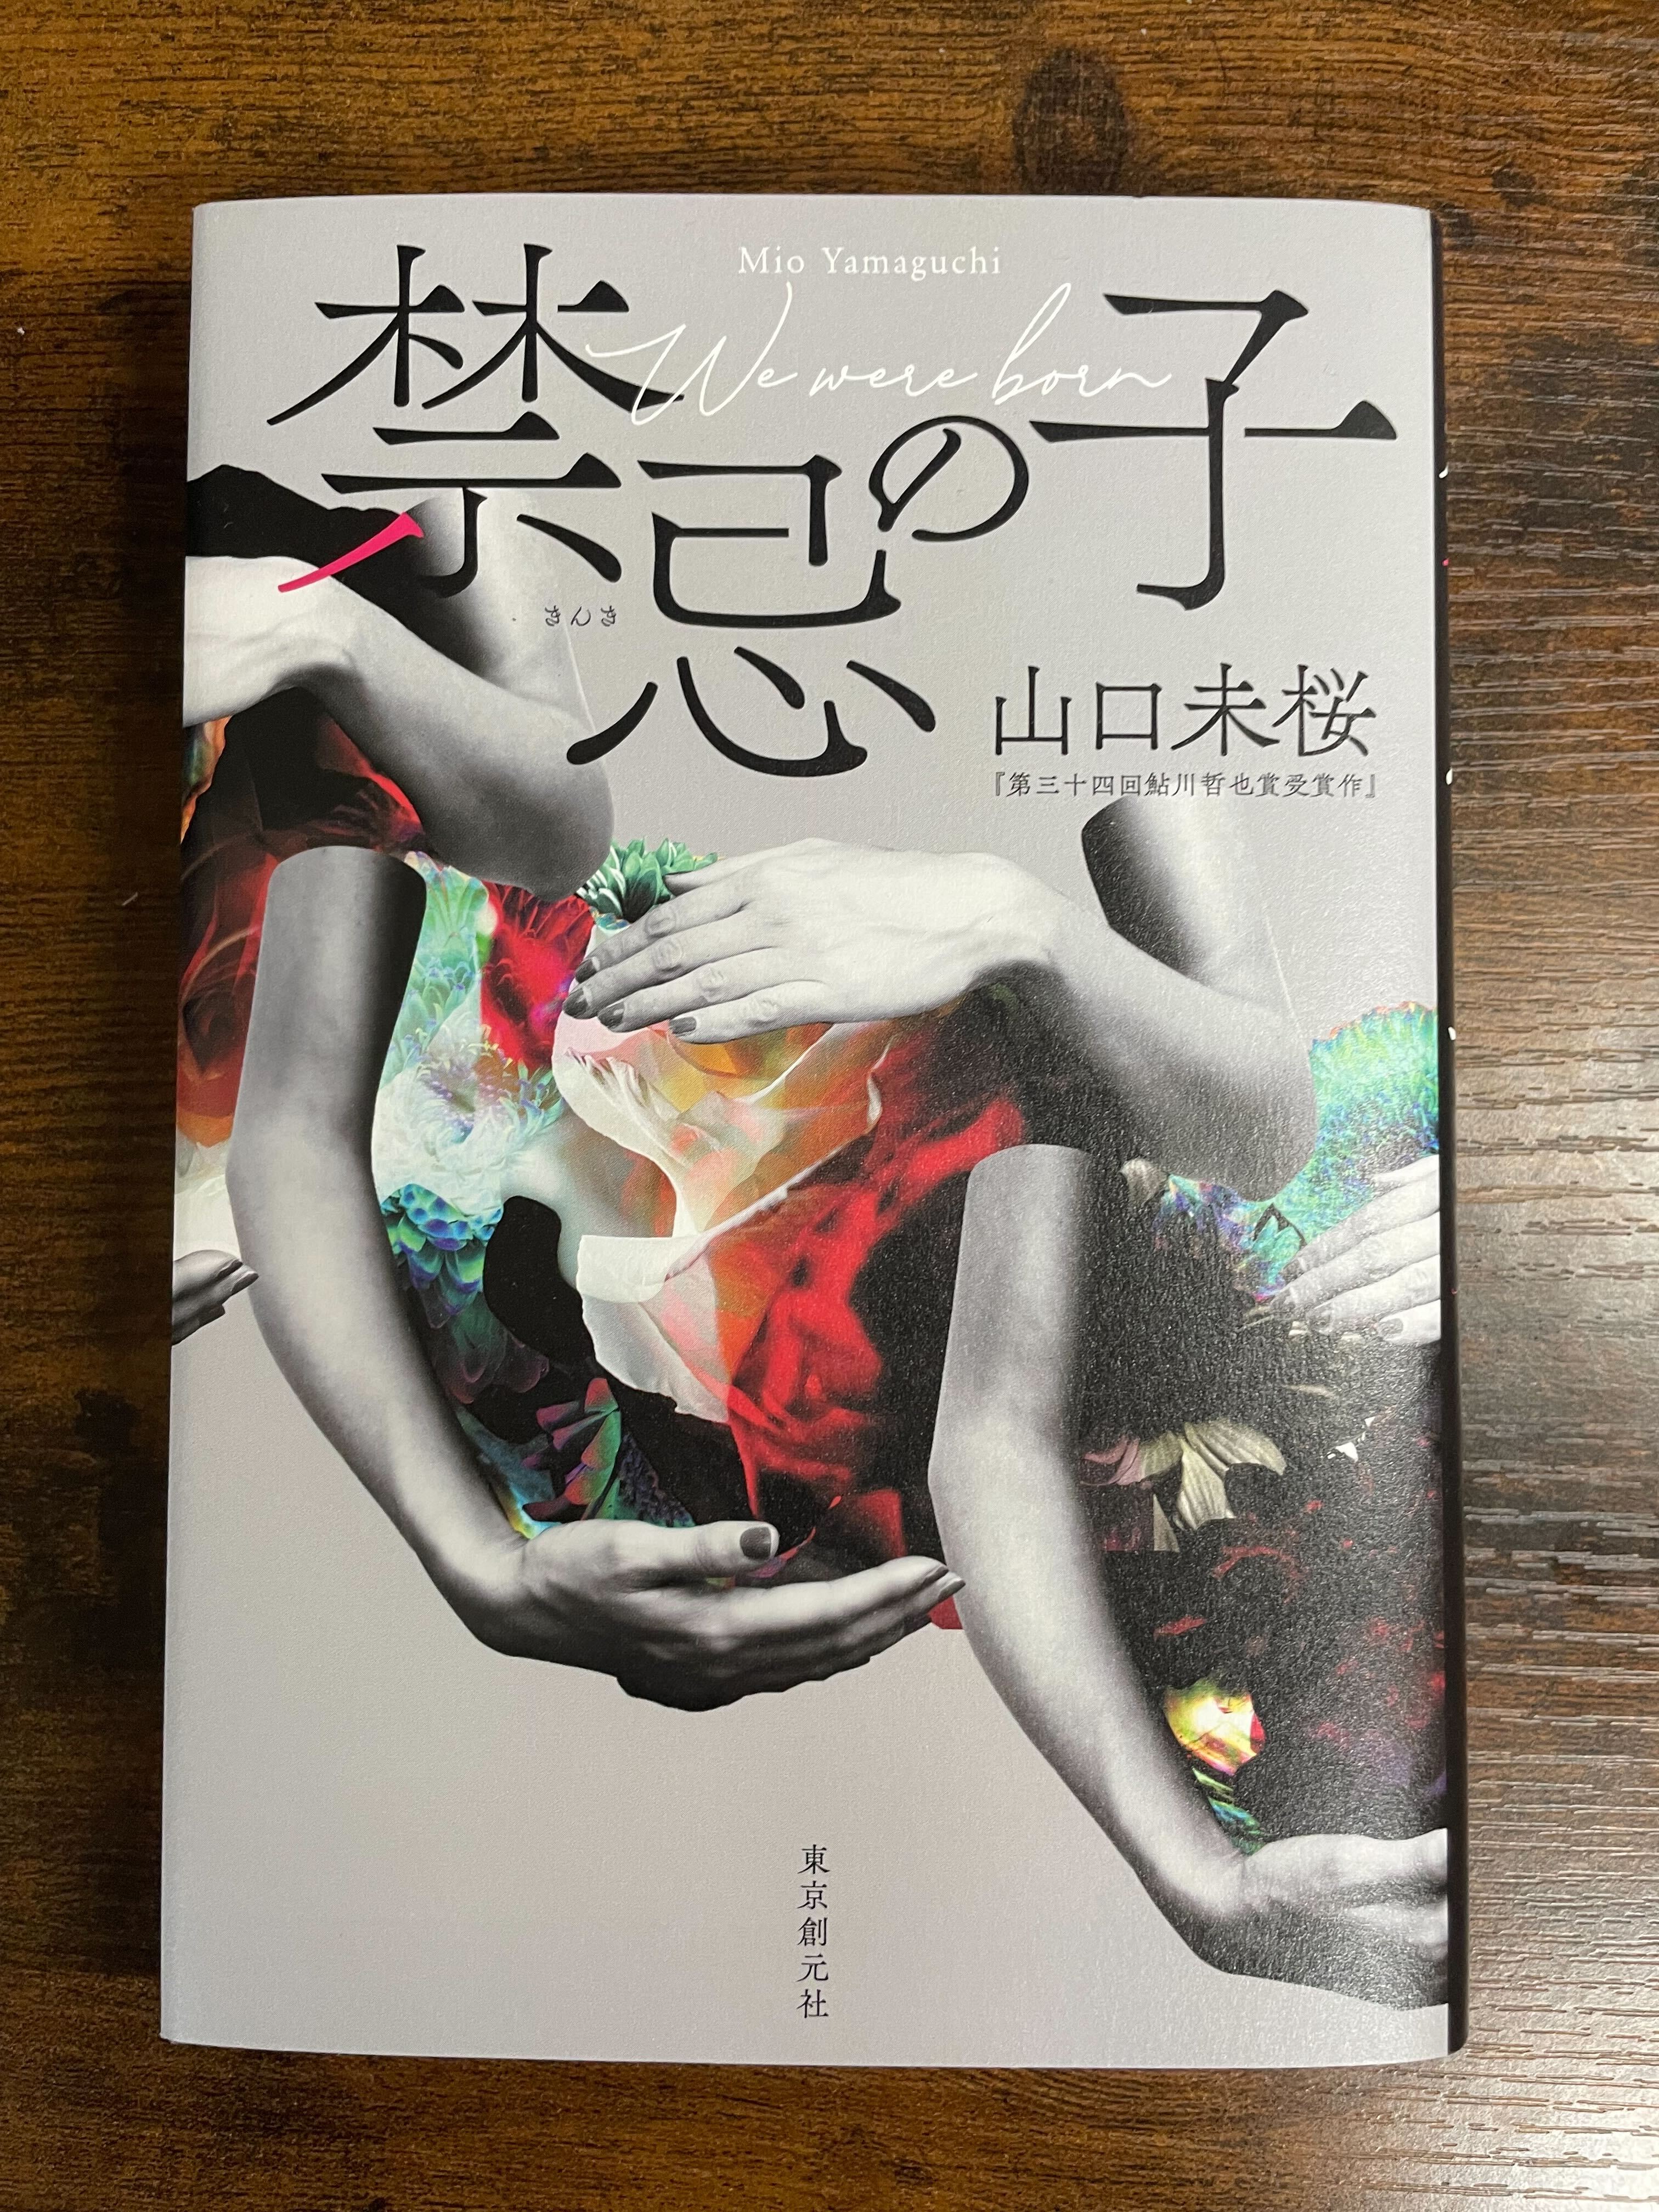 Mio Yamaguchi
禁忌の子
We were born
きんき
山口未桜
『第三十四回鮎川哲也賞受賞作』
東京創元社